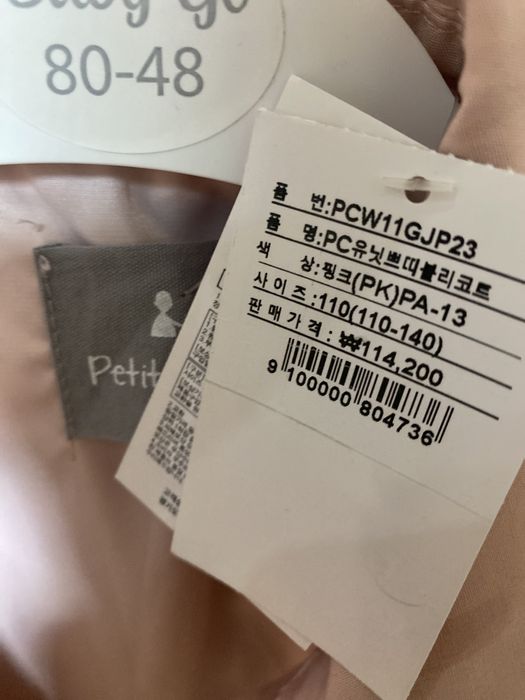 80-48
Petit
품 번:PCW11GJP23
품 명:PC유닛쁘띠블리코트
색 상:핑크(PK)PA-13
사 이 즈 :110(110-140)
판 매 가 격 : ₩114,200
9 100000 804736